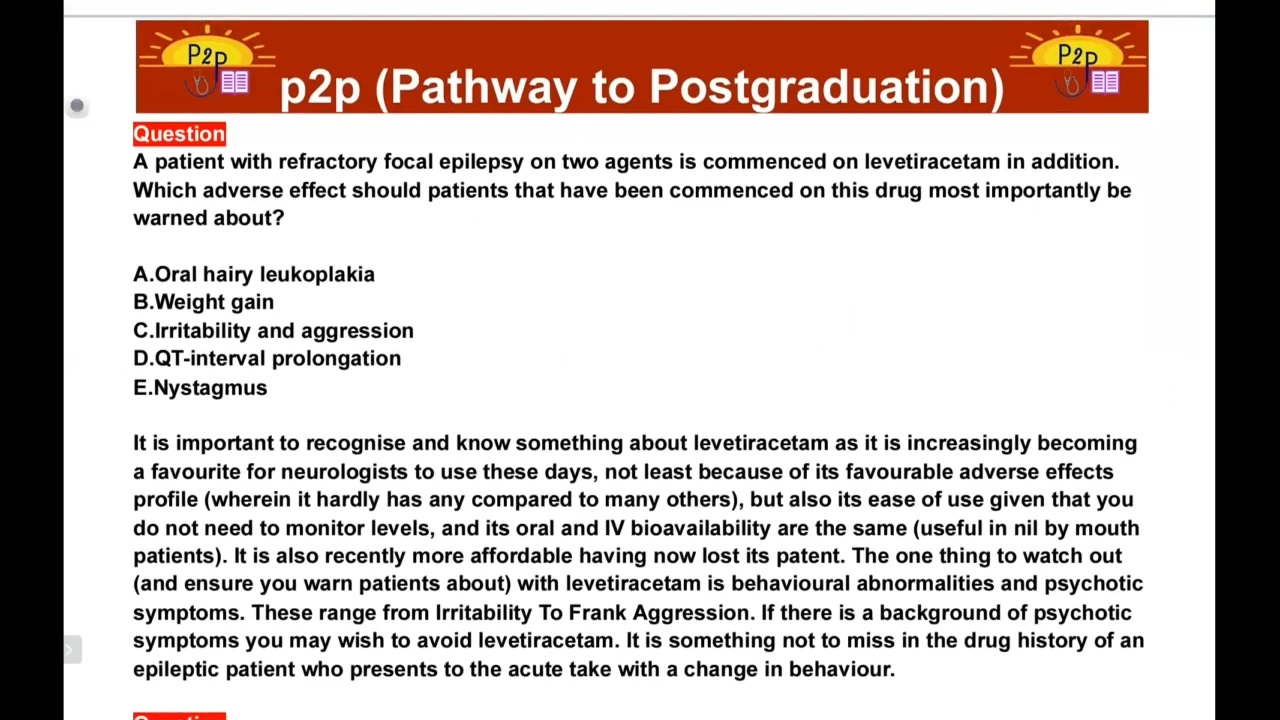 P2P
p2p (Pathway to Postgraduation)
P2P
Question
A patient with refractory focal epilepsy on two agents is commenced on levetiracetam in addition.
Which adverse effect should patients that have been commenced on this drug most importantly be
warned about?
A.Oral hairy leukoplakia
B.Weight gain
C.Irritability and aggression
D.QT-interval prolongation
E.Nystagmus
It is important to recognise and know something about levetiracetam as it is increasingly becoming
a favourite for neurologists to use these days, not least because of its favourable adverse effects
profile (wherein it hardly has any compared to many others), but also its ease of use given that you
do not need to monitor levels, and its oral and IV bioavailability are the same (useful in nil by mouth
patients). It is also recently more affordable having now lost its patent. The one thing to watch out
(and ensure you warn patients about) with levetiracetam is behavioural abnormalities and psychotic
symptoms. These range from Irritability To Frank Aggression. If there is a background of psychotic
symptoms you may wish to avoid levetiracetam. It is something not to miss in the drug history of an
epileptic patient who presents to the acute take with a change in behaviour.
Question